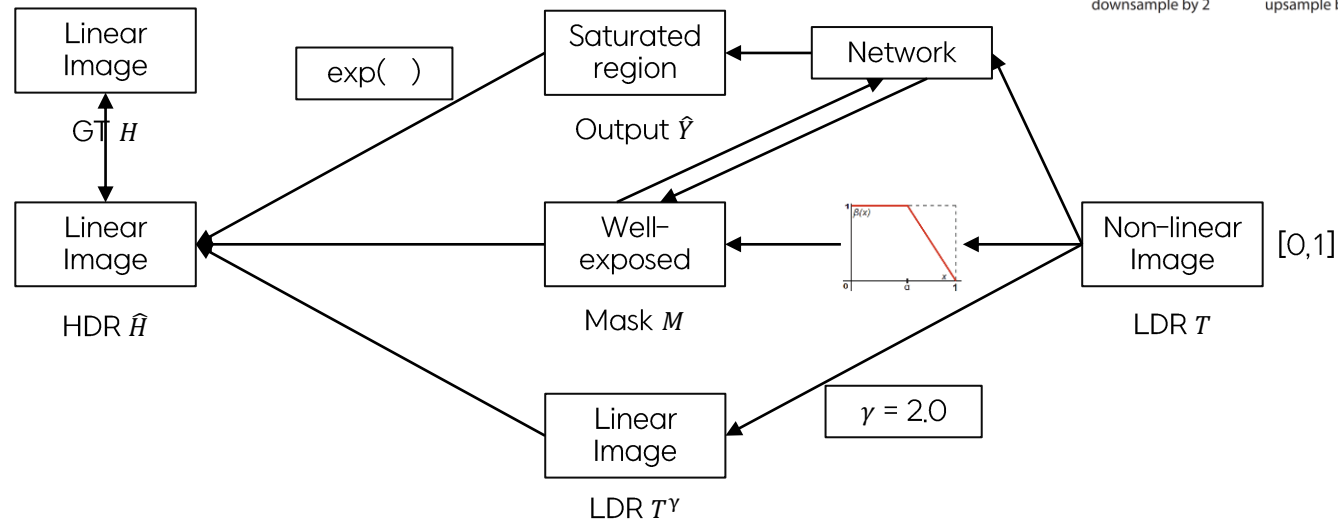 downsample by 2
upsample b
Linear
Image
GT H
exp( )
Saturated
region
Output Ŷ
Network
Linear
Image
HDR Ĥ
Well-
exposed
Mask M
1
β(x)
0
α
x
1
Non-linear
Image
[0,1]
LDR T
γ = 2.0
Linear
Image
LDR Tᵞ